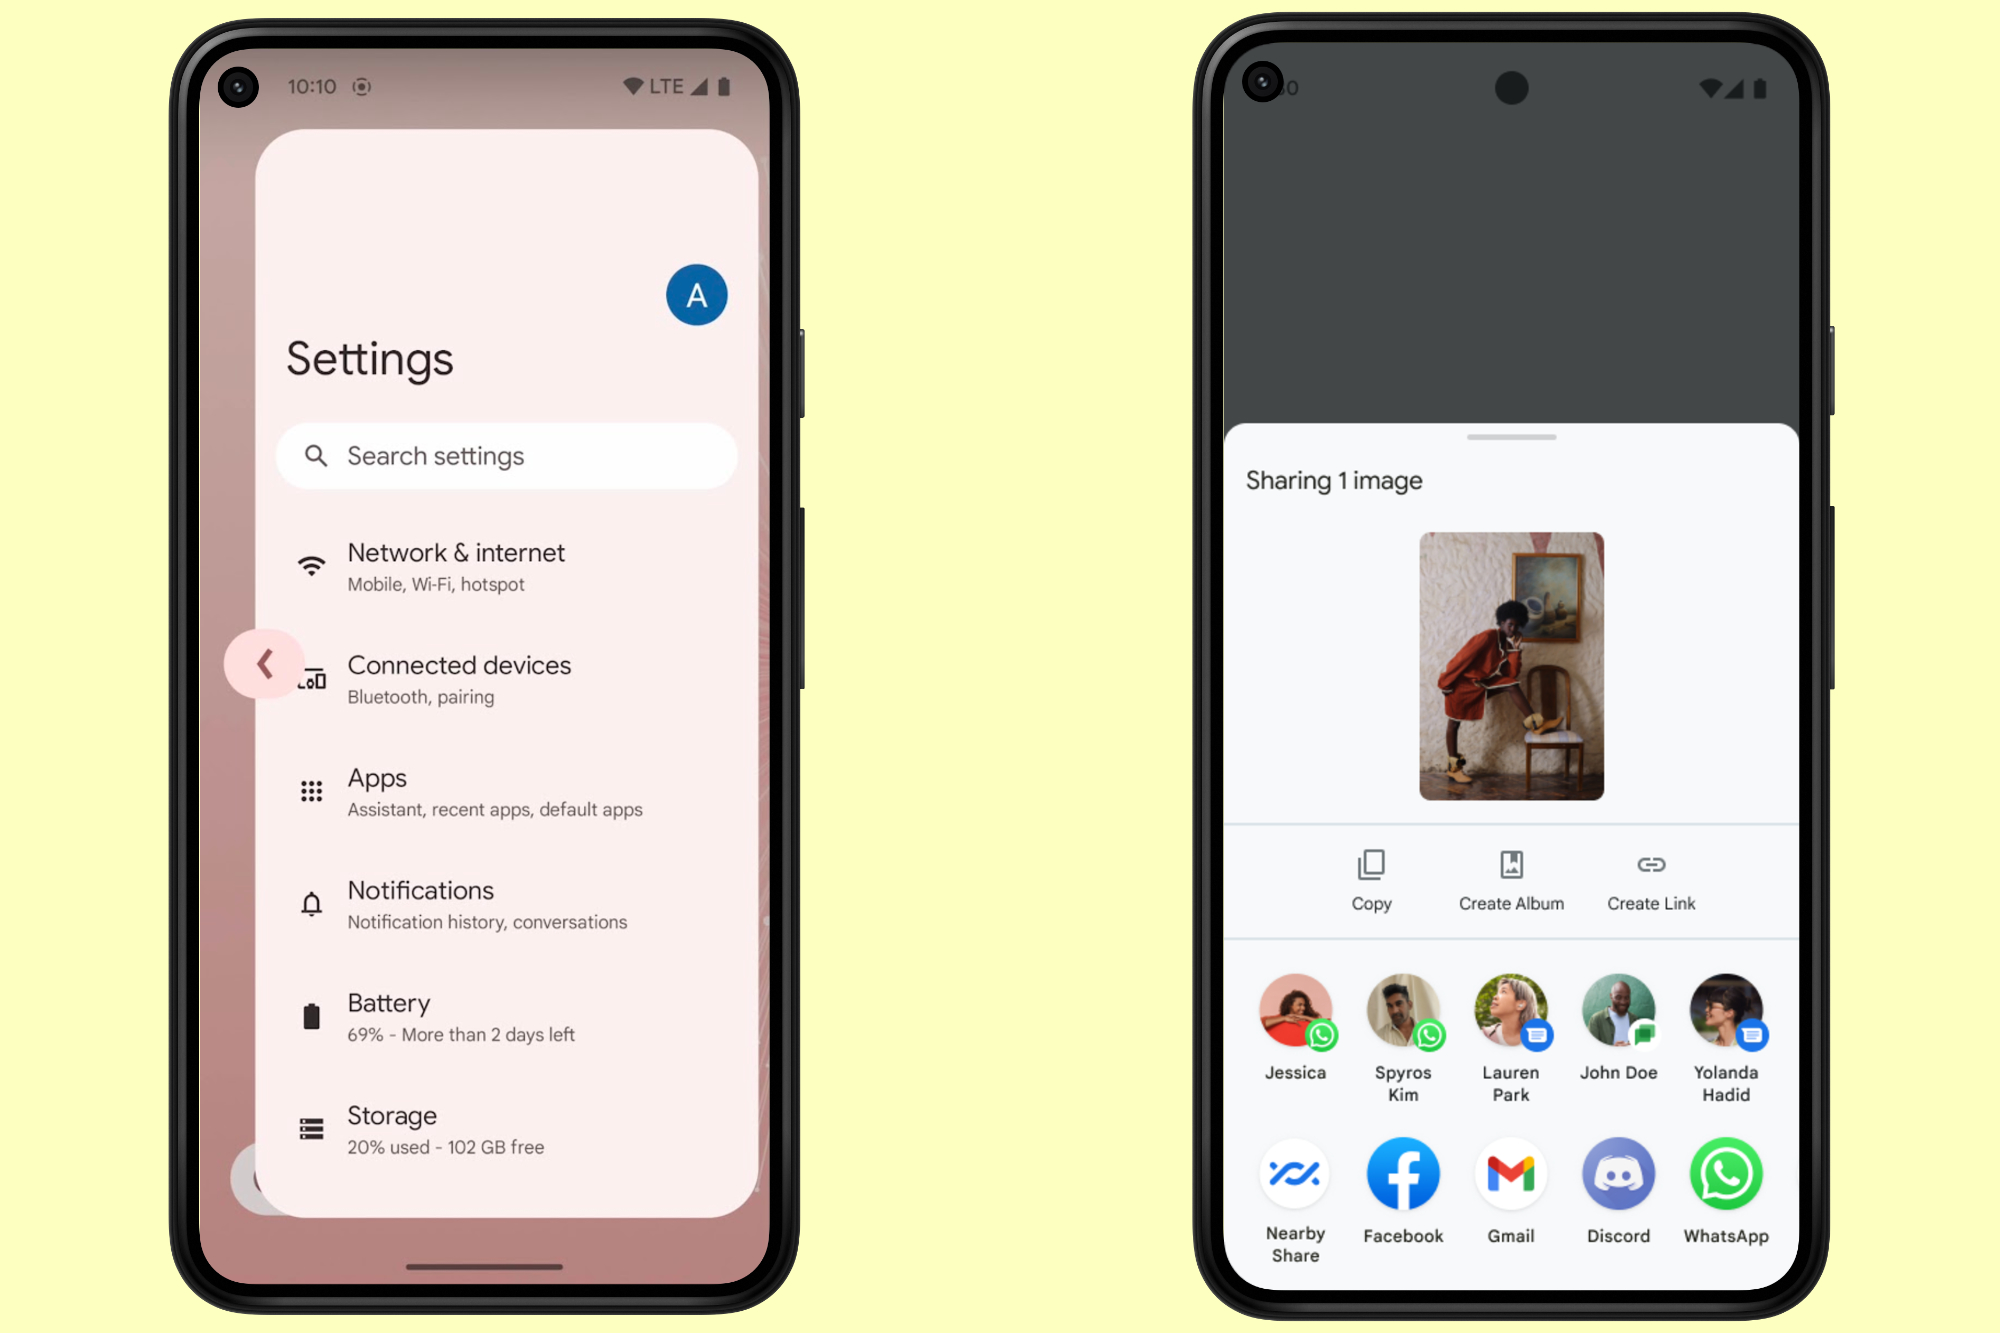 10:10
LTE
A
Settings
Search settings
Network & internet
Mobile, Wi-Fi, hotspot
Connected devices
Bluetooth, pairing
Apps
Assistant, recent apps, default apps
Notifications
Notification history, conversations
Battery
69% - More than 2 days left
Storage
20% used - 102 GB free
Sharing 1 image
Copy
Create Album
Create Link
Jessica
Spyros
Kim
Lauren
Park
John Doe
Yolanda
Hadid
Nearby
Share
Facebook
Gmail
Discord
WhatsApp